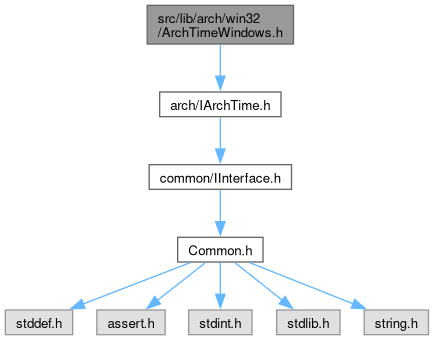 src/lib/arch/win32
/ArchTimeWindows.h
arch/IArchTime.h
common/IInterface.h
Common.h
stddef.h
assert.h
stdint.h
stdlib.h
string.h